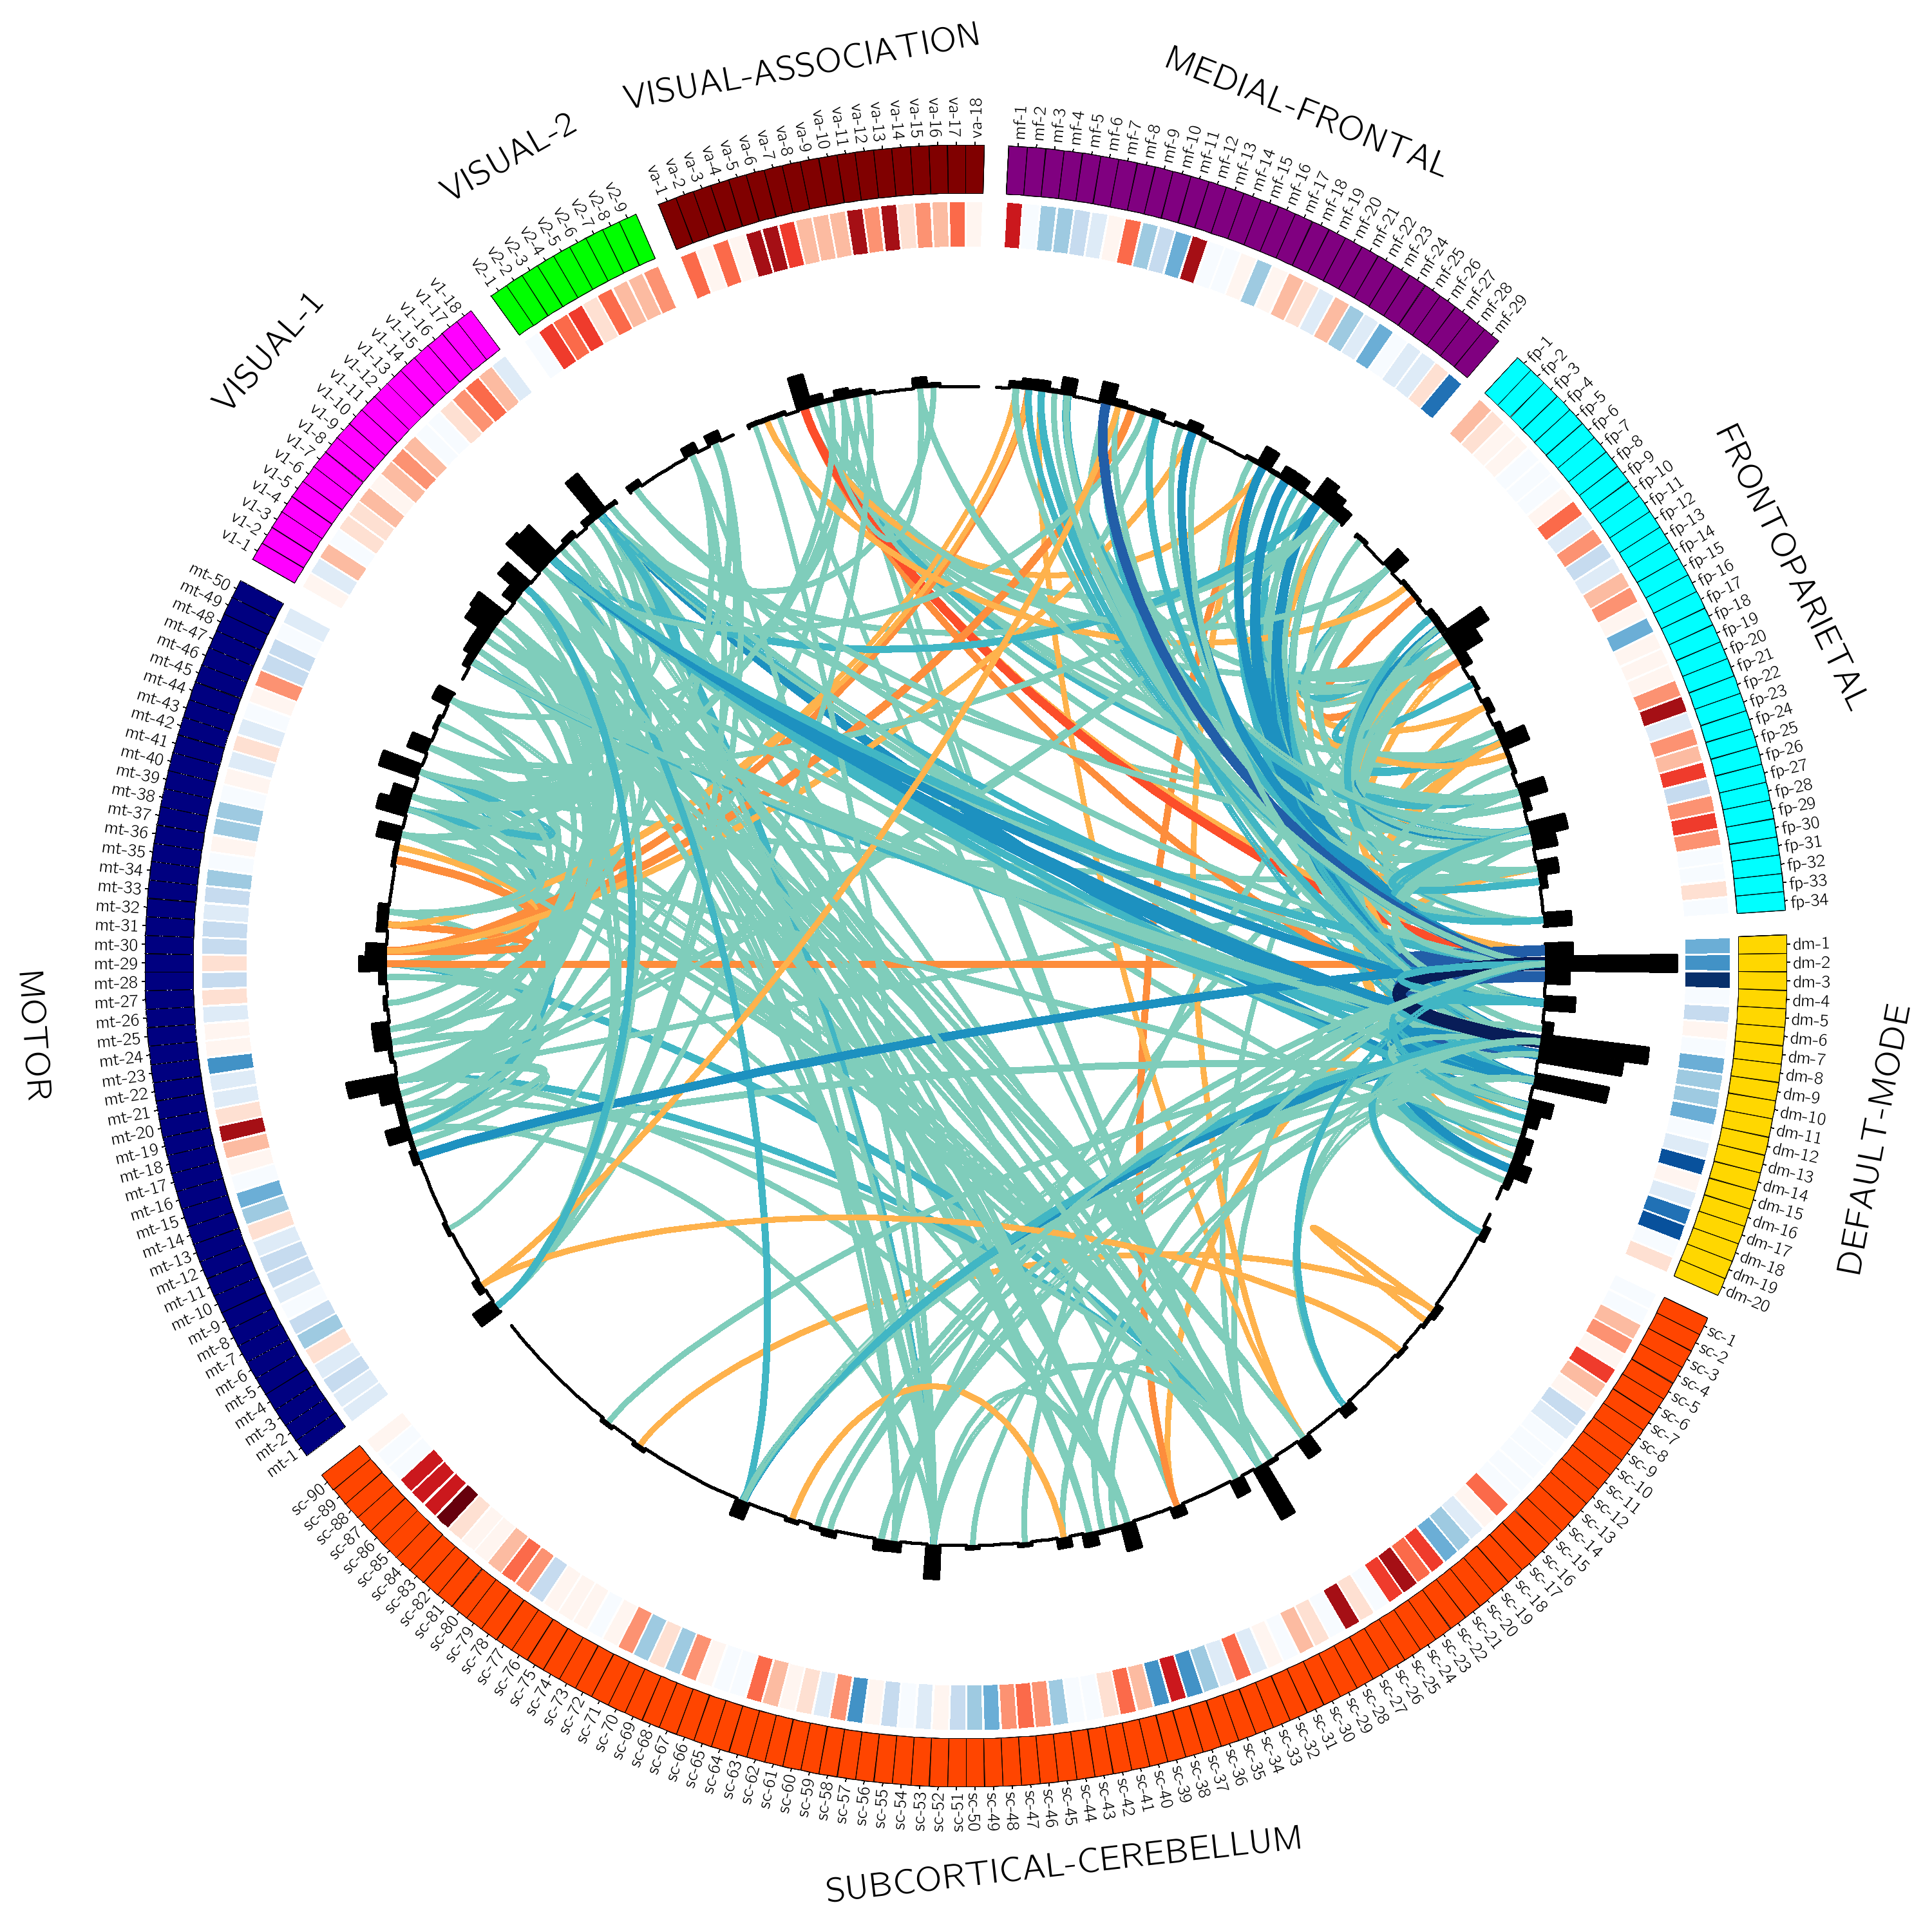 VISUAL-ASSOCIATION
va-1
va-2
va-3
va-4
va-5
va-6
va-7
va-8
va-9
va-10
va-11
va-12
va-13
va-14
va-15
va-16
va-17
va-18
MEDIAL-FRONTAL
mf-1
mf-2
mf-3
mf-4
mf-5
mf-6
mf-7
mf-8
mf-9
mf-10
mf-11
mf-12
mf-13
mf-14
mf-15
mf-16
mf-17
mf-18
mf-19
mf-20
mf-21
mf-22
mf-23
mf-24
mf-25
mf-26
mf-27
mf-28
mf-29
FRONTOPARIETAL
fp-1
fp-2
fp-3
fp-4
fp-5
fp-6
fp-7
fp-8
fp-9
fp-10
fp-11
fp-12
fp-13
fp-14
fp-15
fp-16
fp-17
fp-18
fp-19
fp-20
fp-21
fp-22
fp-23
fp-24
fp-25
fp-26
fp-27
fp-28
fp-29
fp-30
fp-31
fp-32
fp-33
fp-34
DEFAULT-MODE
dm-1
dm-2
dm-3
dm-4
dm-5
dm-6
dm-7
dm-8
dm-9
dm-10
dm-11
dm-12
dm-13
dm-14
dm-15
dm-16
dm-17
dm-18
dm-19
dm-20
SUBCORTICAL-CEREBELLUM
sc-1
sc-2
sc-3
sc-4
sc-5
sc-6
sc-7
sc-8
sc-9
sc-10
sc-11
sc-12
sc-13
sc-14
sc-15
sc-16
sc-17
sc-18
sc-19
sc-20
sc-21
sc-22
sc-23
sc-24
sc-25
sc-26
sc-27
sc-28
sc-29
sc-30
sc-31
sc-32
sc-33
sc-34
sc-35
sc-36
sc-37
sc-38
sc-39
sc-40
sc-41
sc-42
sc-43
sc-44
sc-45
sc-46
sc-47
sc-48
sc-49
sc-50
sc-51
sc-52
sc-53
sc-54
sc-55
sc-56
sc-57
sc-58
sc-59
sc-60
sc-61
sc-62
sc-63
sc-64
sc-65
sc-66
sc-67
sc-68
sc-69
sc-70
sc-71
sc-72
sc-73
sc-74
sc-75
sc-76
sc-77
sc-78
sc-79
sc-80
sc-81
sc-82
sc-83
sc-84
sc-85
sc-86
sc-87
sc-88
sc-89
sc-90
MOTOR
mt-1
mt-2
mt-3
mt-4
mt-5
mt-6
mt-7
mt-8
mt-9
mt-10
mt-11
mt-12
mt-13
mt-14
mt-15
mt-16
mt-17
mt-18
mt-19
mt-20
mt-21
mt-22
mt-23
mt-24
mt-25
mt-26
mt-27
mt-28
mt-29
mt-30
mt-31
mt-32
mt-33
mt-34
mt-35
mt-36
mt-37
mt-38
mt-39
mt-40
mt-41
mt-42
mt-43
mt-44
mt-45
mt-46
mt-47
mt-48
mt-49
mt-50
VISUAL-1
v1-1
v1-2
v1-3
v1-4
v1-5
v1-6
v1-7
v1-8
v1-9
v1-10
v1-11
v1-12
v1-13
v1-14
v1-15
v1-16
v1-17
v1-18
VISUAL-2
v2-1
v2-2
v2-3
v2-4
v2-5
v2-6
v2-7
v2-8
v2-9